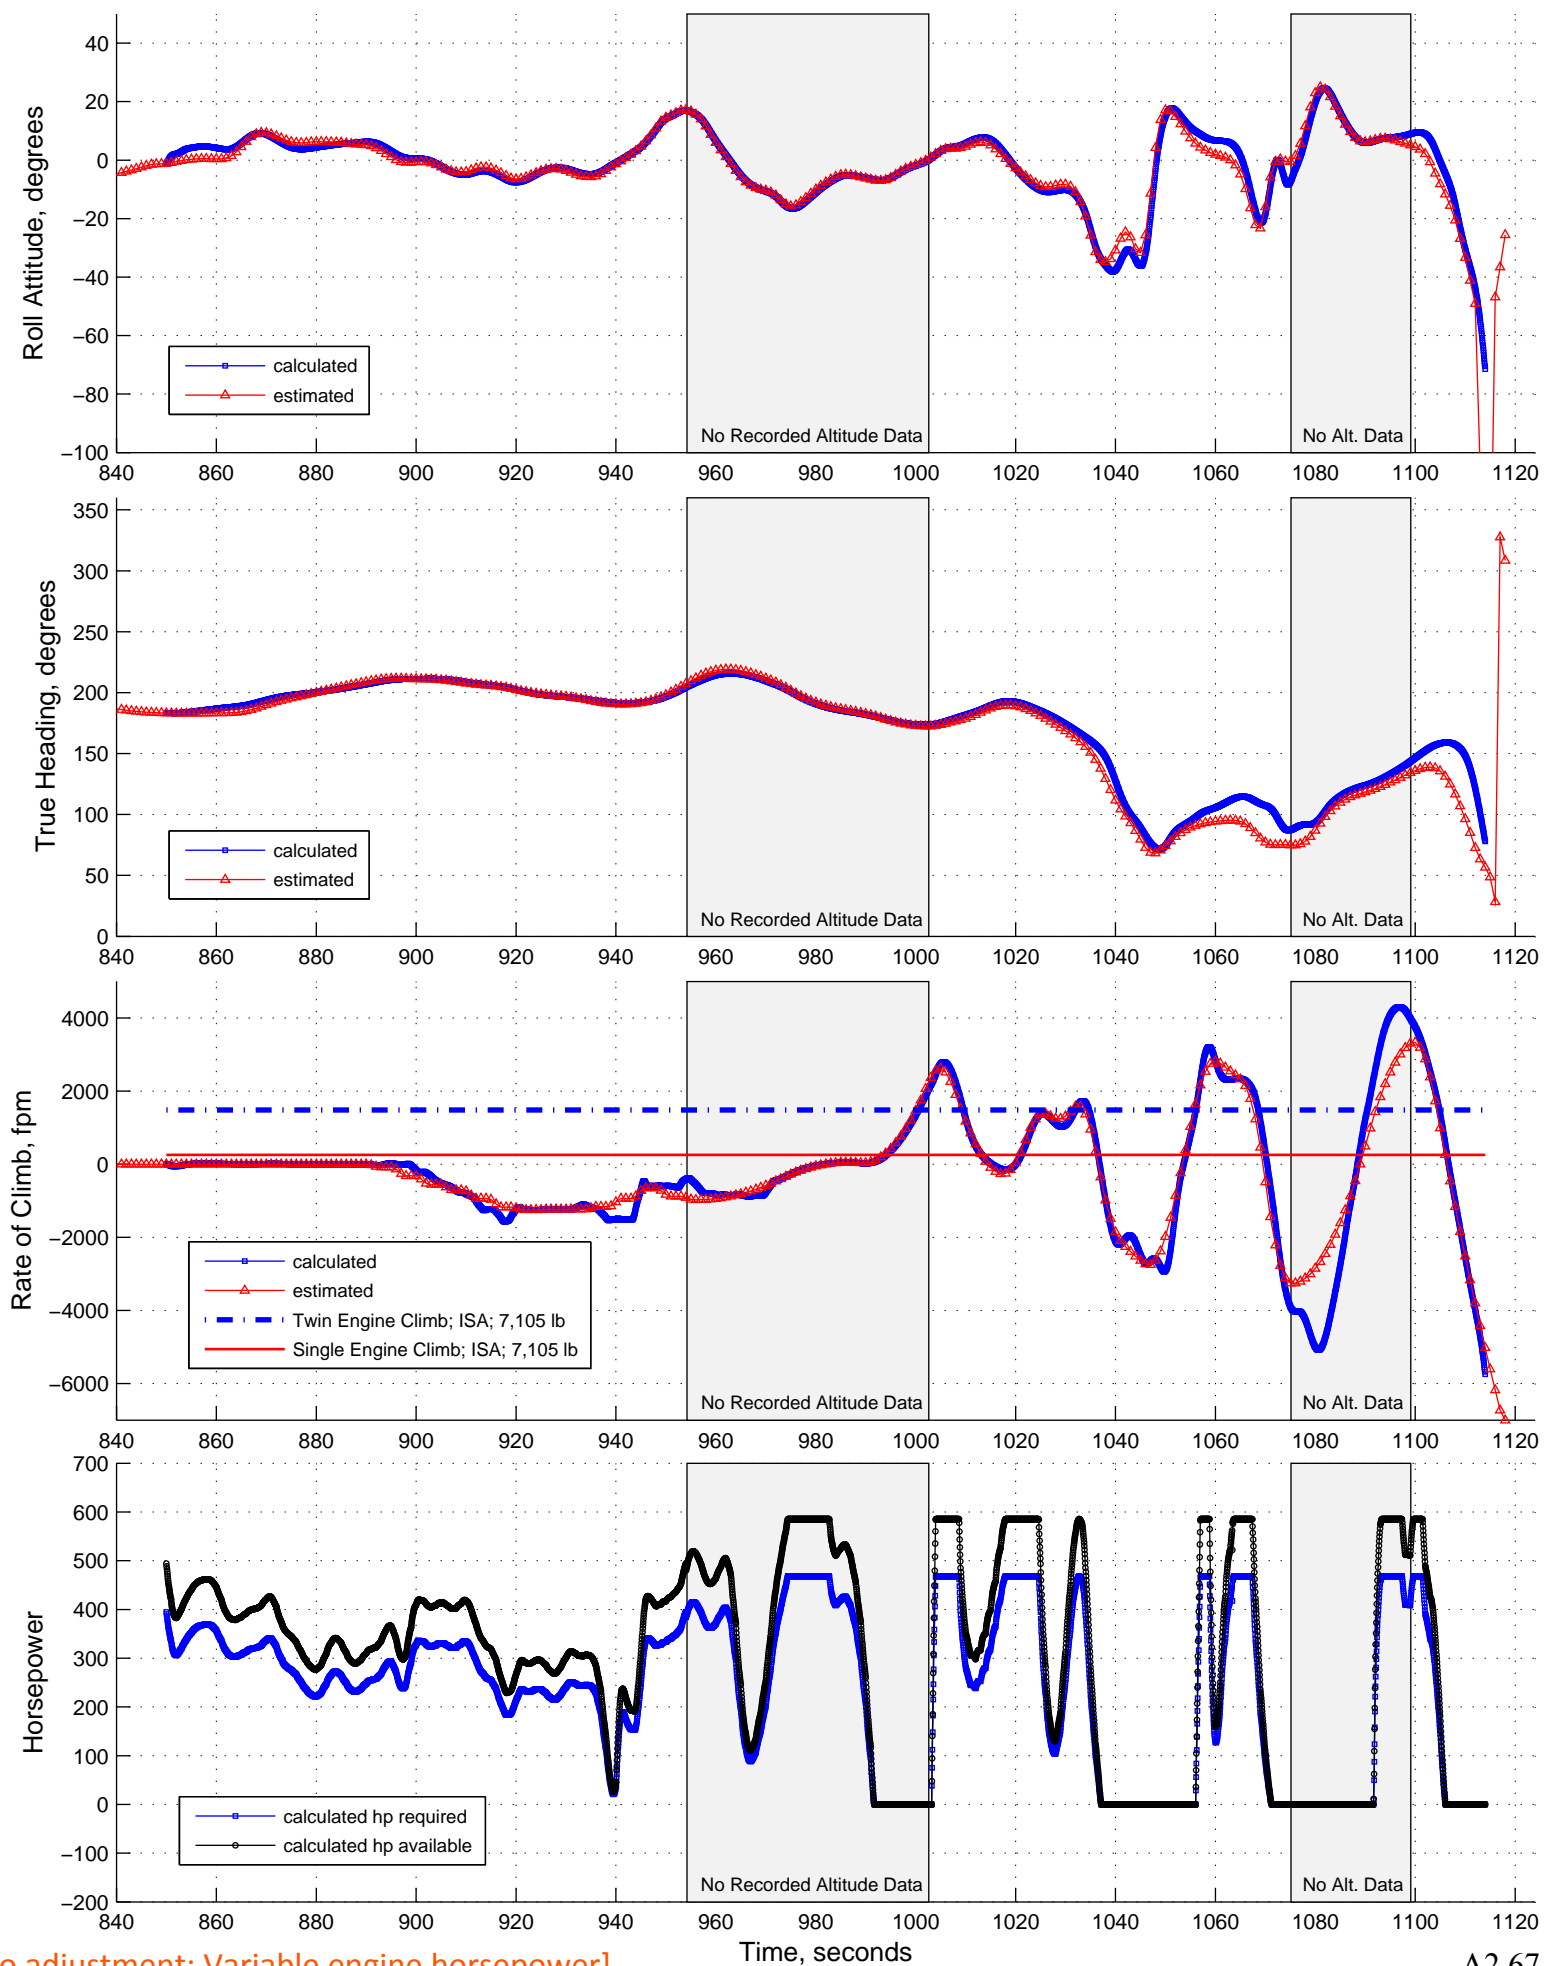 40
20
0
−20
−40
−60
−80
−100
Roll Attitude, degrees
calculated
estimated
No Recorded Altitude Data
No Alt. Data
840 860 880 900 920 940 960 980 1000 1020 1040 1060 1080 1100 1120
350
300
250
200
150
100
50
0
True Heading, degrees
calculated
estimated
No Recorded Altitude Data
No Alt. Data
840 860 880 900 920 940 960 980 1000 1020 1040 1060 1080 1100 1120
4000
2000
0
−2000
−4000
−6000
Rate of Climb, fpm
calculated
estimated
Twin Engine Climb; ISA; 7,105 lb
Single Engine Climb; ISA; 7,105 lb
No Recorded Altitude Data
No Alt. Data
840 860 880 900 920 940 960 980 1000 1020 1040 1060 1080 1100 1120
700
600
500
400
300
200
100
0
−100
−200
Horsepower
calculated hp required
calculated hp available
No Recorded Altitude Data
No Alt. Data
840 860 880 900 920 940 960 980 1000 1020 1040 1060 1080 1100 1120
Time, seconds
adjustment: Variable engine horsepower]
A2-67